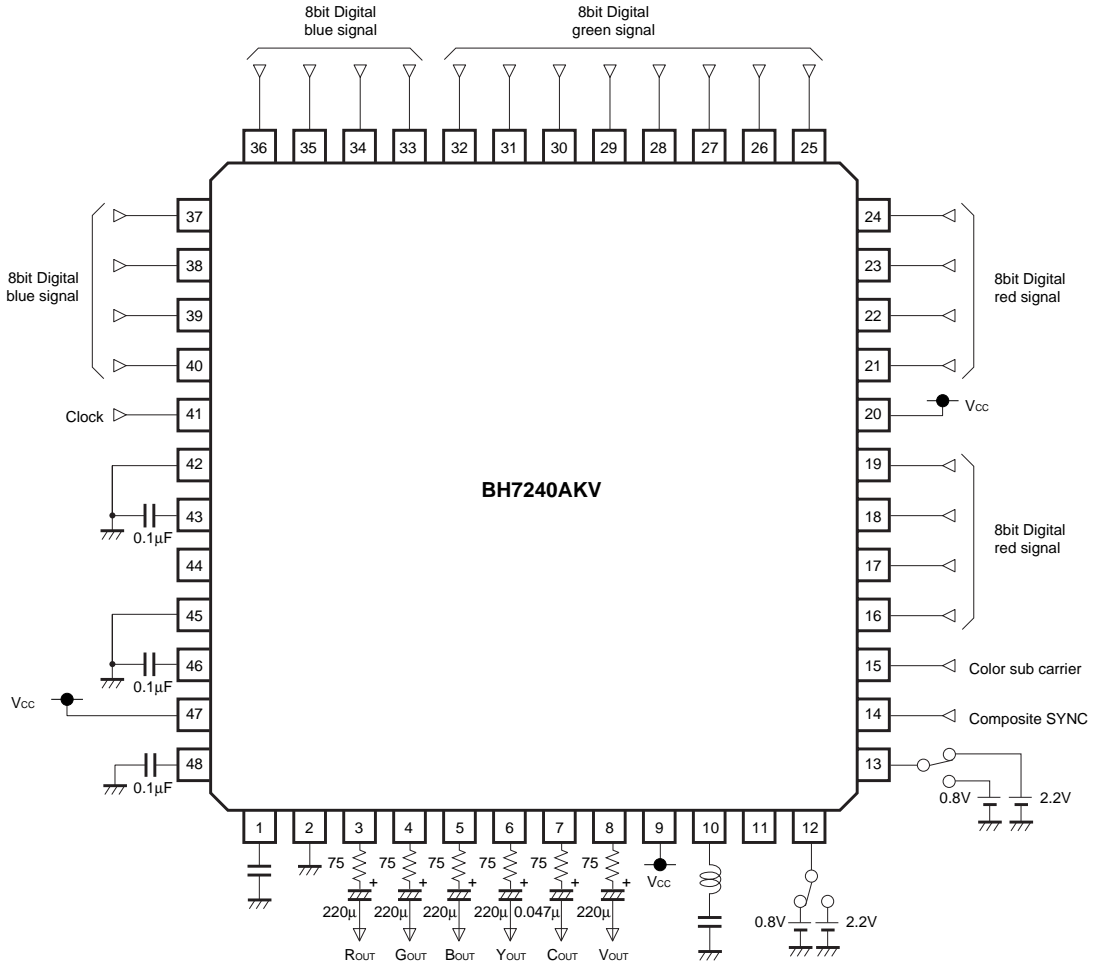 8bit Digital
blue signal
8bit Digital
green signal
36 35 34 33 32 31 30 29 28 27 26 25
37
38
39
40
41
42
43
44
45
46
47
48
8bit Digital
blue signal
Clock
0.1µF
0.1µF
Vcc
0.1µF
BH7240AKV
24
23
22
21
20
19
18
17
16
15
14
13
8bit Digital
red signal
Vcc
8bit Digital
red signal
Color sub carrier
Composite SYNC
0.8V 2.2V
1 2 3 4 5 6 7 8 9 10 11 12
75 75 75 75 75 75
+ + + + + +
Vcc
220µ 220µ 220µ 220µ 0.047µ 220µ
0.8V 2.2V
ROUT GOUT BOUT YOUT COUT VOUT